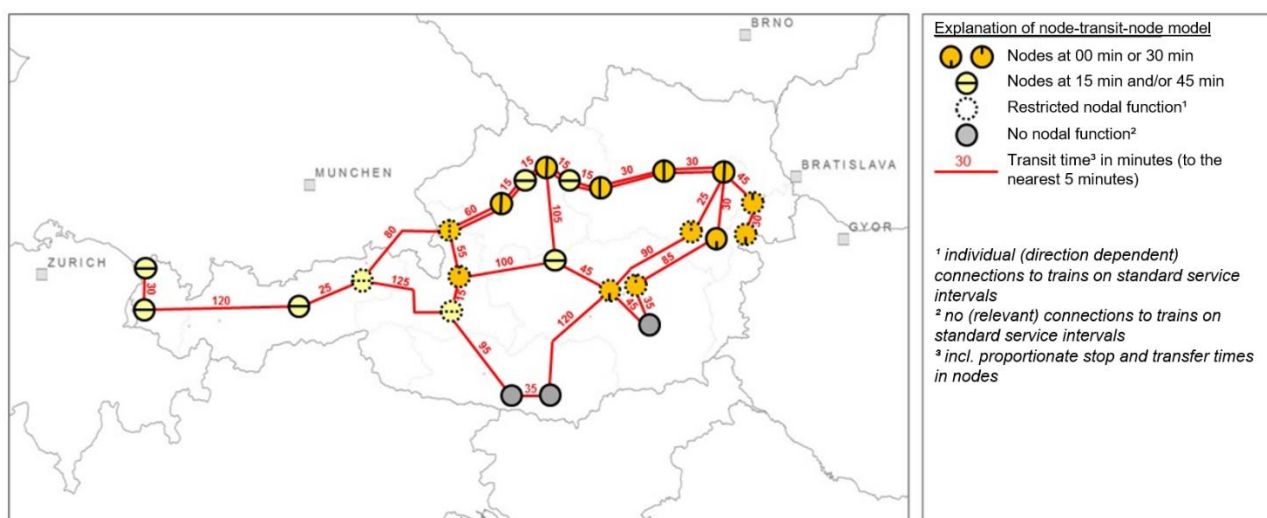 BRNO
MUNCHEN
BRATISLAVA
GYOR
ZURICH
15
15
15
15
30
30
45
60
105
25
30
30
80
55
90
85
100
45
125
25
15
30
120
45
35
120
95
35
Explanation of node-transit-node model
Nodes at 00 min or 30 min
Nodes at 15 min and/or 45 min
Restricted nodal function¹
No nodal function²
30
Transit time³ in minutes (to the
nearest 5 minutes)
¹ individual (direction dependent)
connections to trains on standard service
intervals
² no (relevant) connections to trains on
standard service intervals
³ incl. proportionate stop and transfer times
in nodes